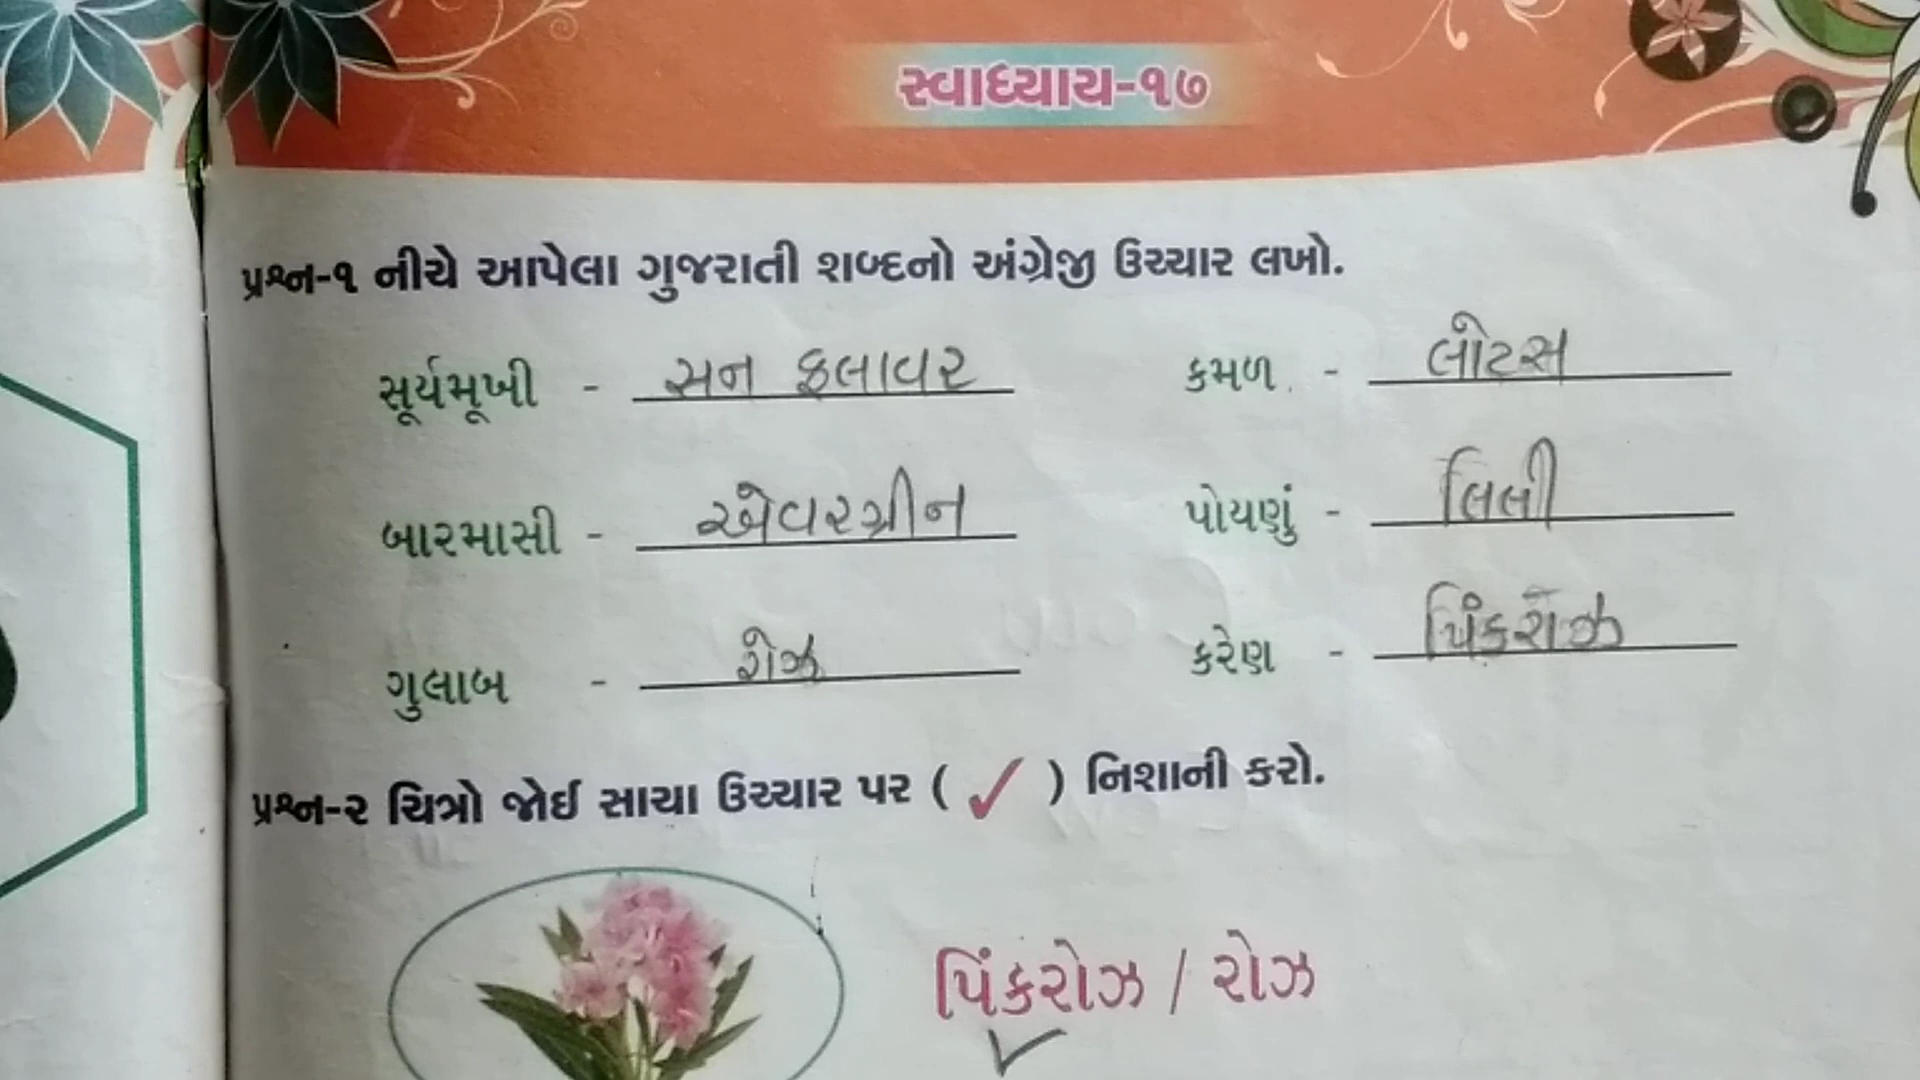 સ્વાધ્યાય-૧૭
પ્રશ્ન-૧ નીચે આપેલા ગુજરાતી શબ્દનો અંગ્રેજી ઉચ્ચાર લખો.
સૂર્યમૂખી - સન ફલાવર કમળ - લોટસ
બારમાસી - એવરગ્રીન પોયણું - લિલી
ગુલાબ - રોઝ કરેણ - પિંકરોઝ
પ્રશ્ન-૨ ચિત્રો જોઈ સાચા ઉચ્ચાર પર ( ✓ ) નિશાની કરો.
પિંકરોઝ / રોઝ